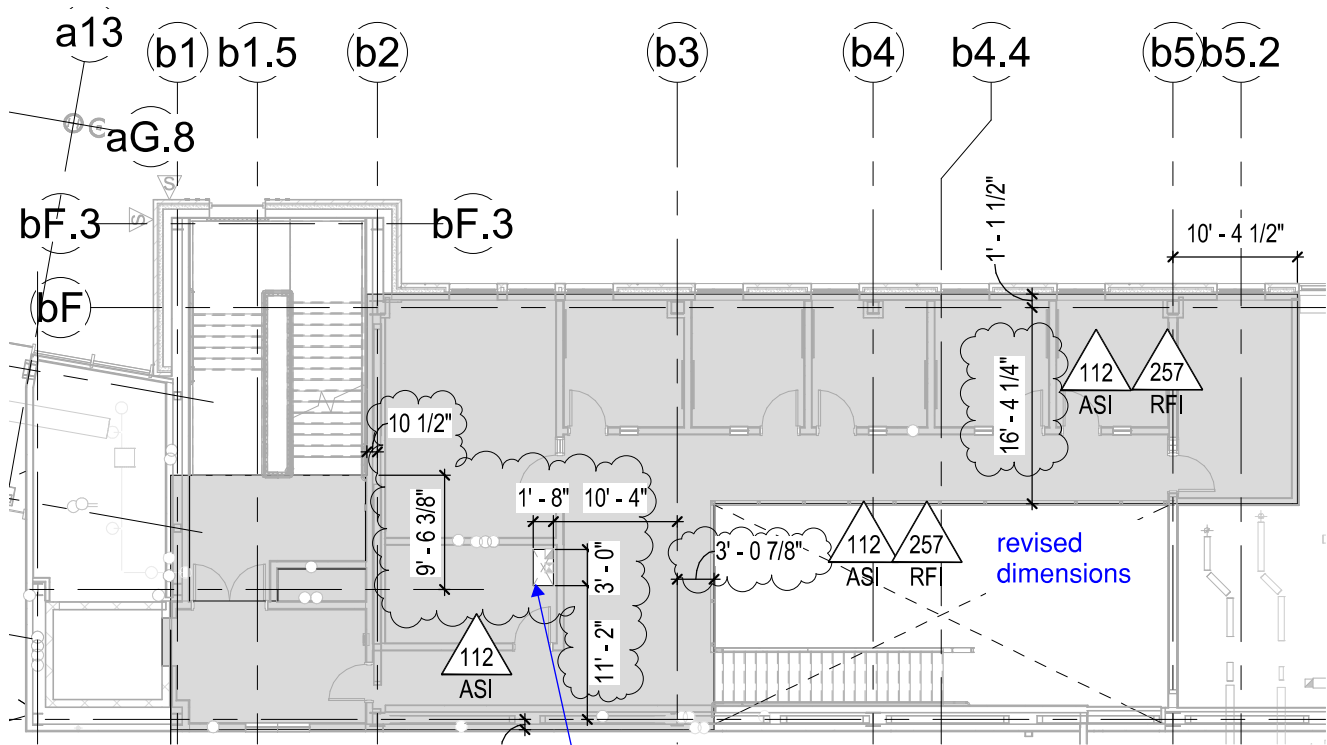 a13
b1
b1.5
b2
b3
b4
b4.4
b5
b5.2
aG.8
S
S
bF.3
bF.3
1' - 1 1/2"
10' - 4 1/2"
bF
16' - 4 1/4"
112
ASI
257
RFI
10 1/2"
1' - 8"
10' - 4"
9' - 6 3/8"
3' - 0"
3' - 0 7/8"
112
ASI
257
RFI
revised
dimensions
11' - 2"
112
ASI